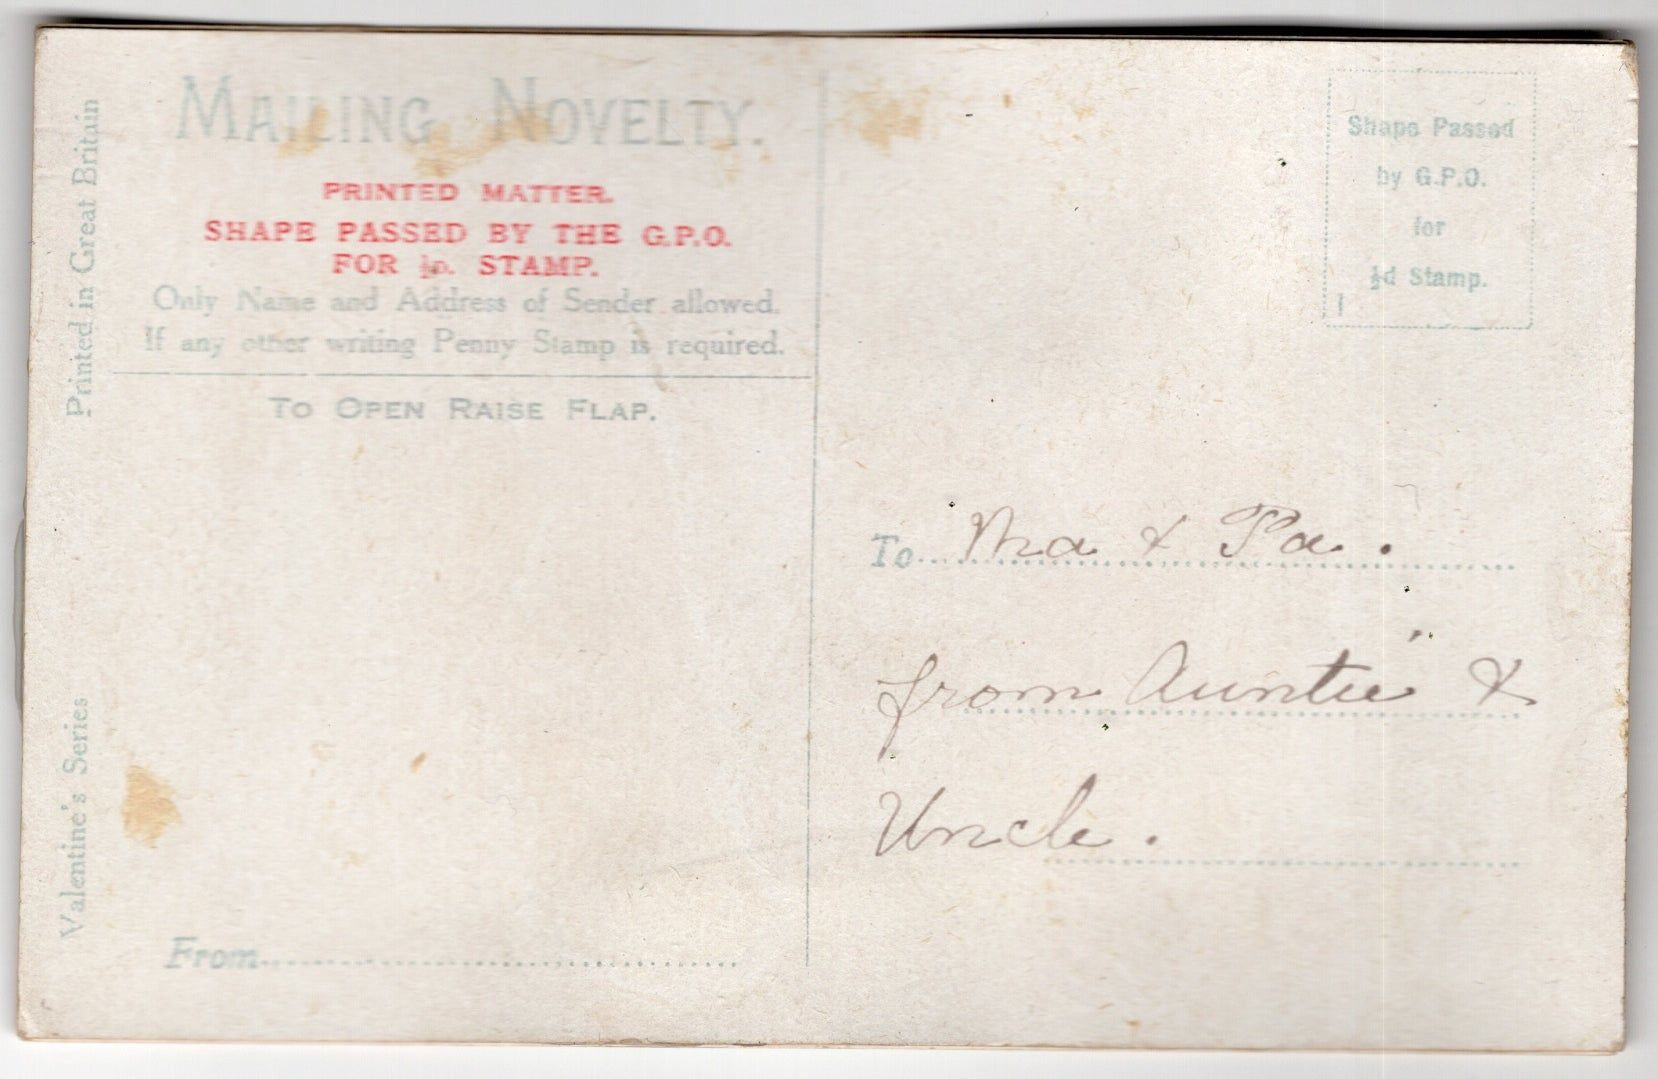 Mailing Novelty.
PRINTED MATTER.
SHAPE PASSED BY THE G.P.O.
FOR ½D. STAMP.
Only Name and Address of Sender allowed.
If any other writing Penny Stamp is required.
To Open Raise Flap.
From
Printed in Great Britain
Valentine's Series
Shape Passed
by G.P.O.
for
½d Stamp.
To Ma & Pa.
from Auntie &
Uncle.